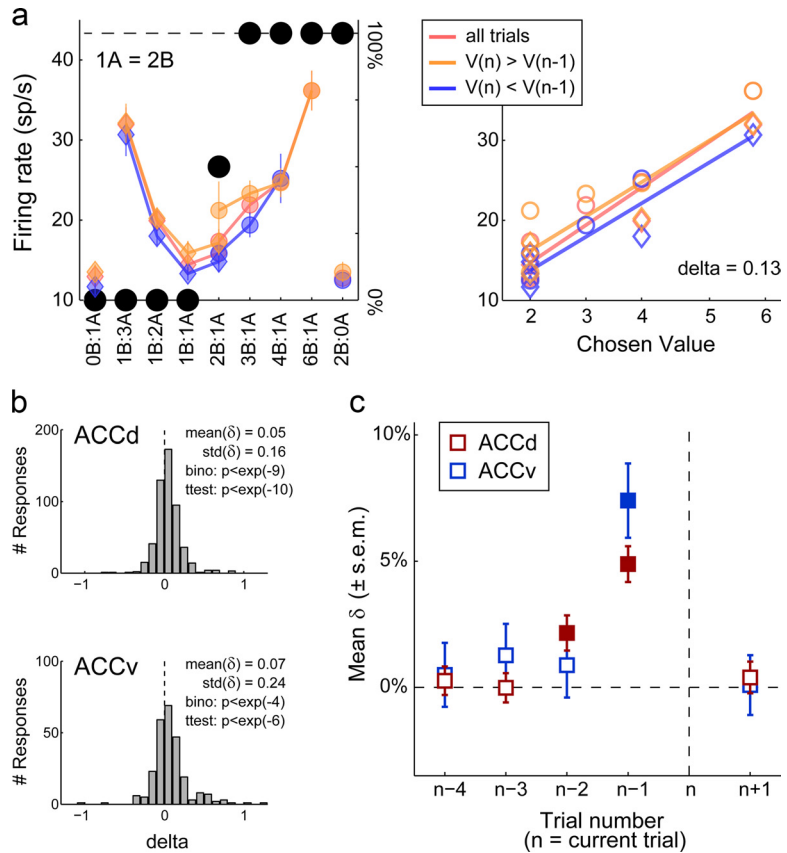 a
Firing rate (sp/s)
40
30
20
10
1A = 2B
100%
0%
0B:1A
1B:3A
1B:2A
1B:1A
2B:1A
3B:1A
4B:1A
6B:1A
2B:0A
all trials
V(n) > V(n-1)
V(n) < V(n-1)
30
20
10
delta = 0.13
2 3 4 5 6
Chosen Value
b
ACCd
# Responses
200
100
0
mean(δ) = 0.05
std(δ) = 0.16
bino: p<exp(-9)
ttest: p<exp(-10)
−1 0 1
ACCv
# Responses
100
50
0
mean(δ) = 0.07
std(δ) = 0.24
bino: p<exp(-4)
ttest: p<exp(-6)
−1 0 1
delta
c
ACCd
ACCv
Mean δ (± s.e.m.)
10%
5%
0%
n−4 n−3 n−2 n−1 n n+1
Trial number
(n = current trial)